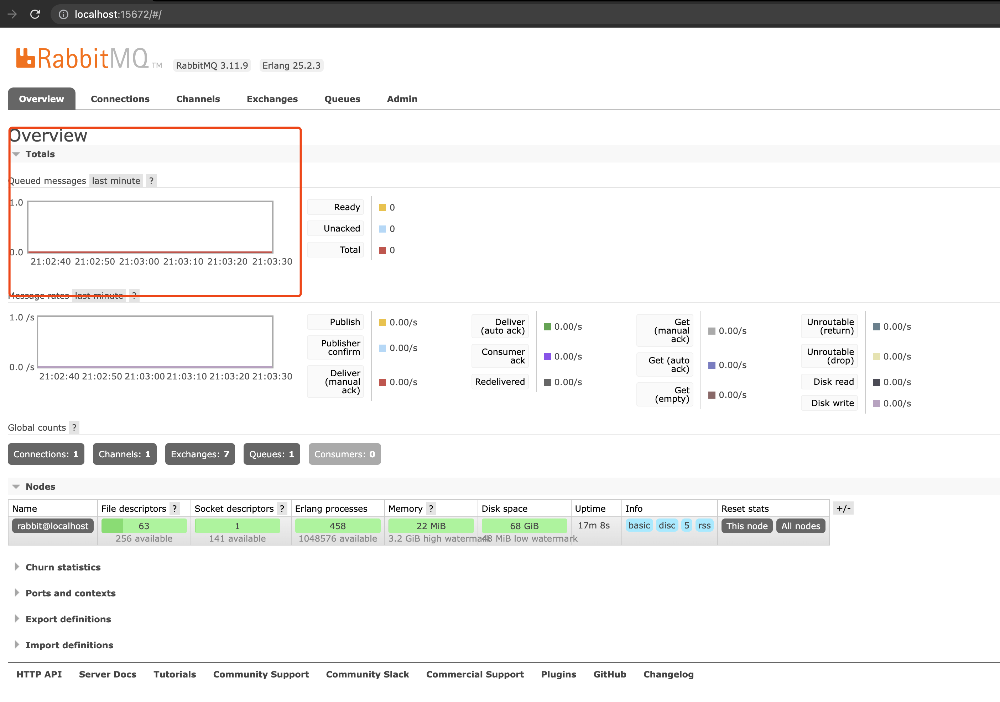 localhost:15672/#/
RabbitMQ TM RabbitMQ 3.11.9 Erlang 25.2.3
Overview Connections Channels Exchanges Queues Admin
Overview
Totals
Queued messages last minute ?
1.0
0.0
21:02:40 21:02:50 21:03:00 21:03:10 21:03:20 21:03:30
Ready 0
Unacked 0
Total 0
Message rates last minute ?
1.0 /s
0.0 /s
21:02:40 21:02:50 21:03:00 21:03:10 21:03:20 21:03:30
Publish 0.00/s
Publisher
confirm 0.00/s
Deliver
(manual
ack) 0.00/s
Deliver
(auto ack) 0.00/s
Consumer
ack 0.00/s
Redelivered 0.00/s
Get
(manual
ack) 0.00/s
Get (auto
ack) 0.00/s
Get
(empty) 0.00/s
Unroutable
(return) 0.00/s
Unroutable
(drop) 0.00/s
Disk read 0.00/s
Disk write 0.00/s
Global counts ?
Connections: 1 Channels: 1 Exchanges: 7 Queues: 1 Consumers: 0
Nodes
Name File descriptors ? Socket descriptors ? Erlang processes Memory ? Disk space Uptime Info Reset stats +/-
rabbit@localhost 63 1 458 22 MiB 68 GiB 17m 8s basic disc 5 rss This node All nodes
256 available 141 available 1048576 available 3.2 GiB high watermark 48 MiB low watermark
Churn statistics
Ports and contexts
Export definitions
Import definitions
HTTP API Server Docs Tutorials Community Support Community Slack Commercial Support Plugins GitHub Changelog